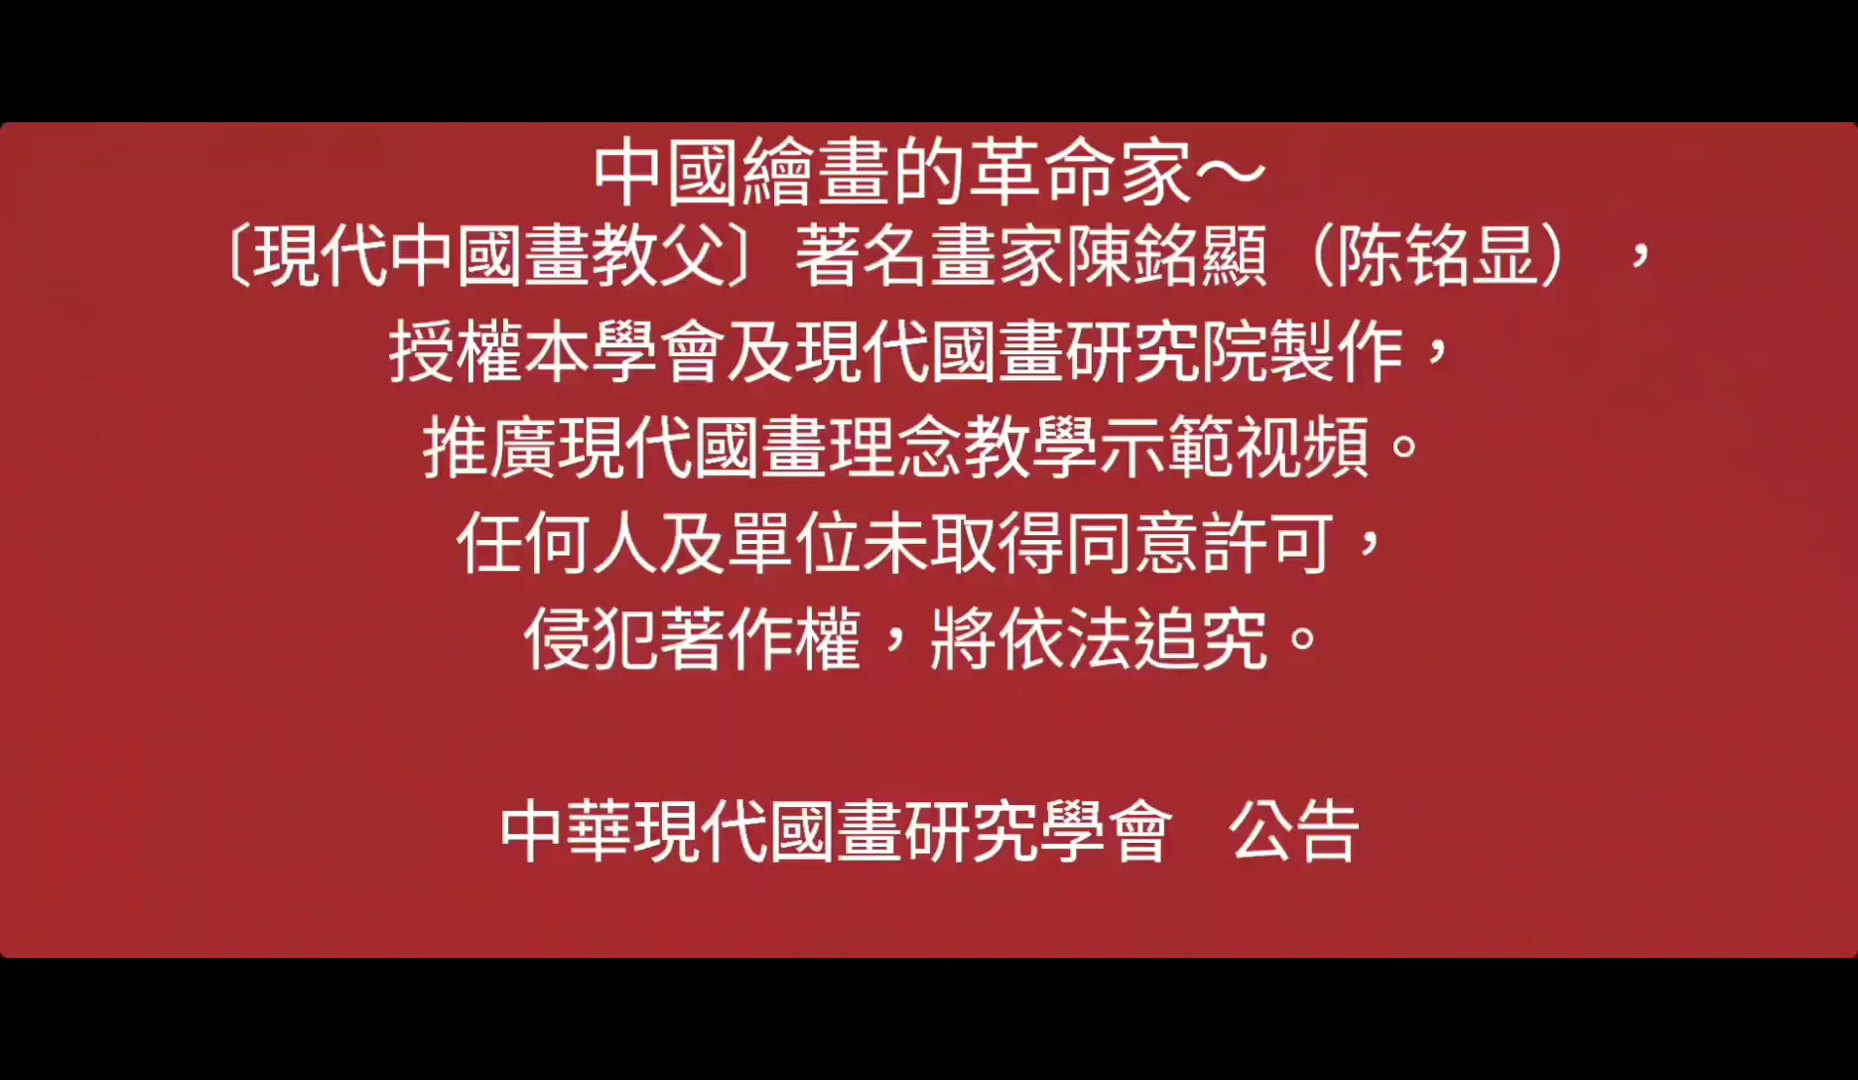 中國繪畫的革命家～
〔現代中國畫教父〕著名畫家陳銘顯（陈铭显），
授權本學會及現代國畫研究院製作，
推廣現代國畫理念教學示範视頻。
任何人及單位未取得同意許可，
侵犯著作權，將依法追究。
中華現代國畫研究學會 公告